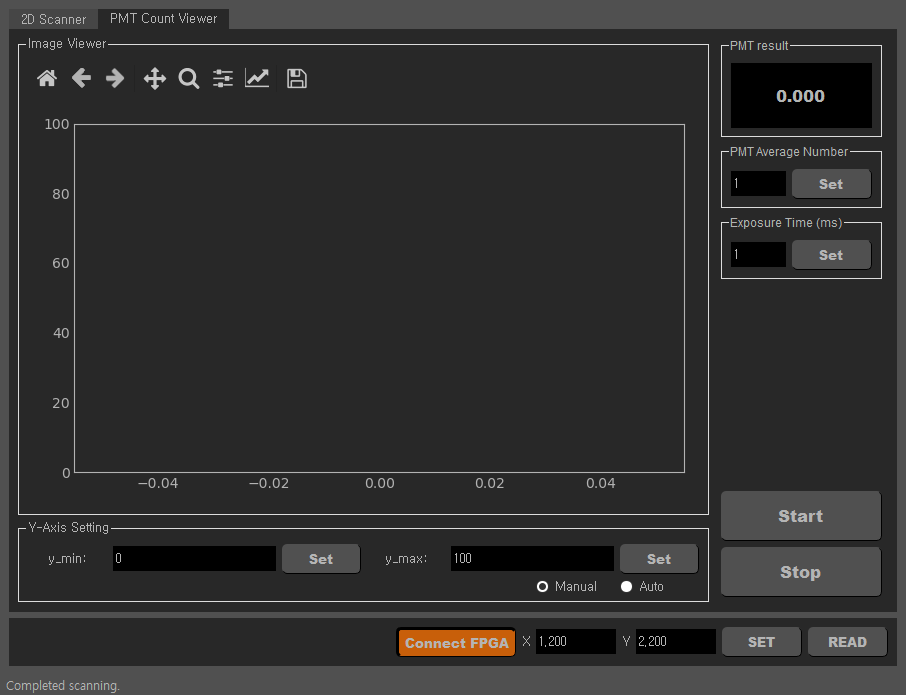 2D Scanner PMT Count Viewer
Image Viewer
100
80
60
40
20
0
−0.04 −0.02 0.00 0.02 0.04
PMT result
0.000
PMT Average Number
1 Set
Exposure Time (ms)
1 Set
Y-Axis Setting
y_min: 0 Set y_max: 100 Set
Manual Auto
Start
Stop
Connect FPGA X 1,200 Y 2,200 SET READ
Completed scanning.